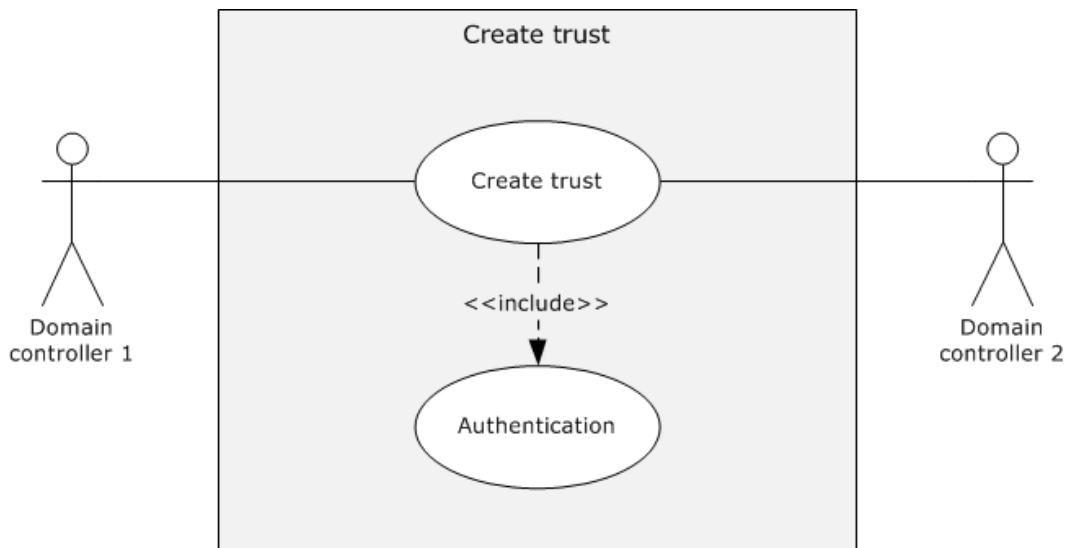 Create trust
Create trust
<<include>>
Domain
controller 1
Domain
controller 2
Authentication